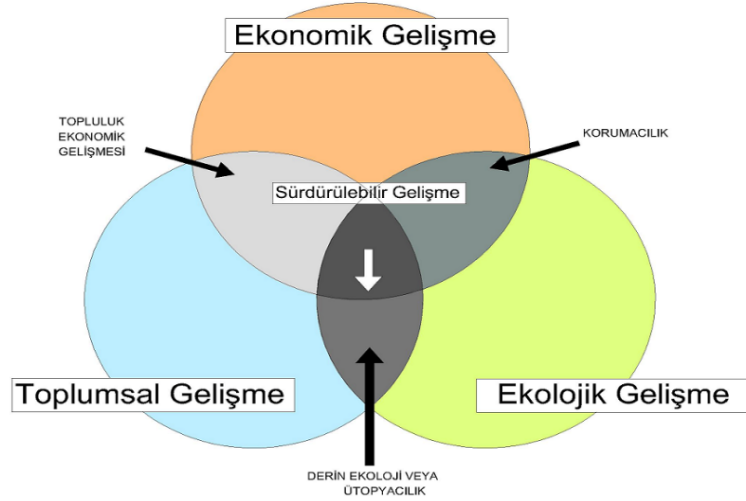 Ekonomik Gelişme
TOPLULUK
EKONOMİK
GELİŞMESİ
KORUMACILIK
Sürdürülebilir Gelişme
Toplumsal Gelişme
Ekolojik Gelişme
DERİN EKOLOJİ VEYA
ÜTOPYACILIK